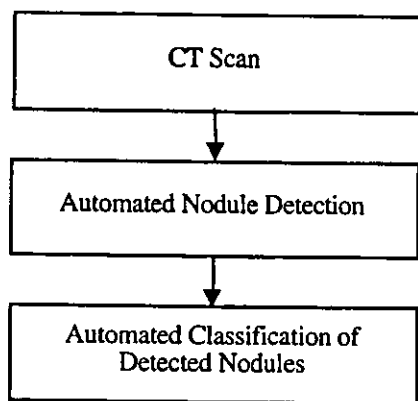 CT Scan
Automated Nodule Detection
Automated Classification of
Detected Nodules